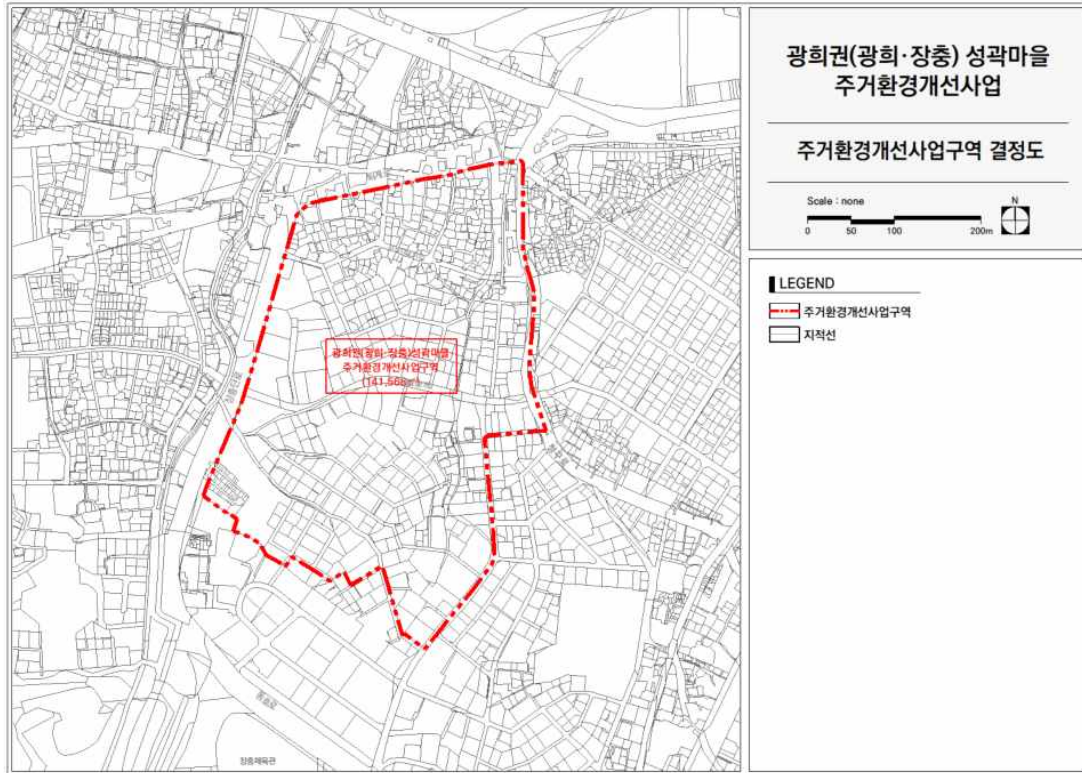 광희권(광희·장충) 성곽마을
주거환경개선사업
주거환경개선사업구역 결정도
Scale : none
N
0 50 100 200m
LEGEND
주거환경개선사업구역
지적선
광희권(광희·장충)성곽마을
주거환경개선사업구역
장충체육관